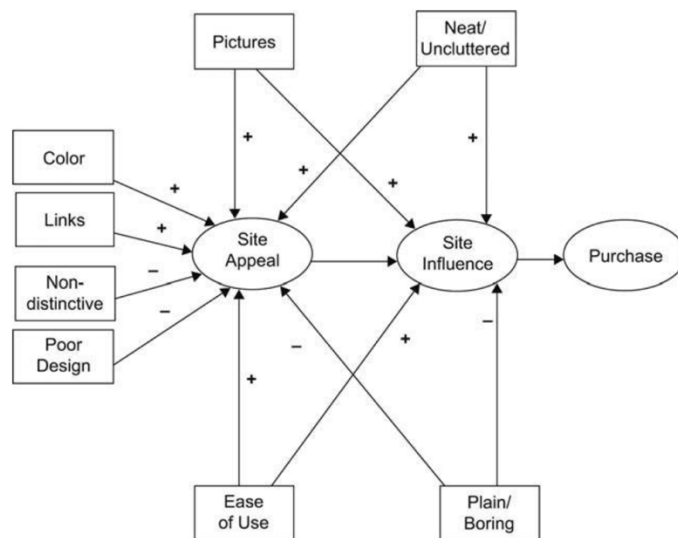 Pictures
Neat/
Uncluttered
+
+
+
+
Color
+
Links
+
Non-
distinctive
–
Poor
Design
–
Site
Appeal
Site
Influence
Purchase
–
+
–
+
Ease
of Use
Plain/
Boring